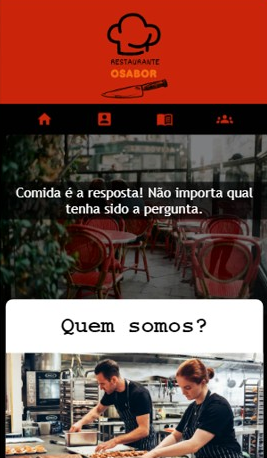 RESTAURANTE
OSABOR
Comida é a resposta! Não importa qual
tenha sido a pergunta.
Quem somos?